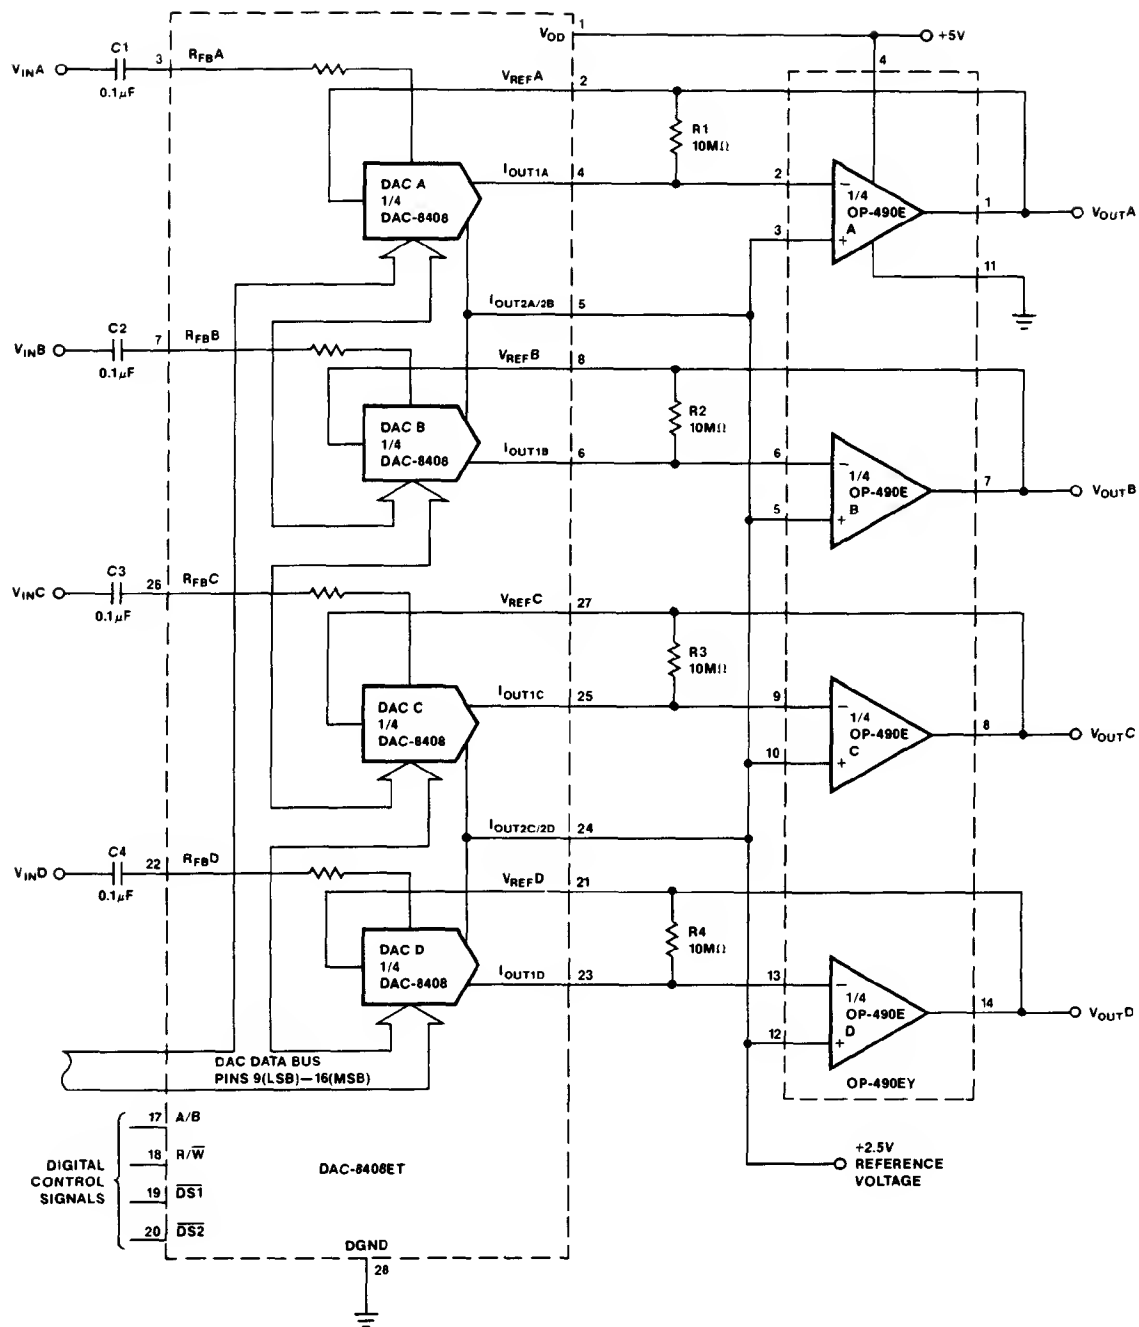 VDD 1
+5V
4
VINA C1 0.1µF 3 RFBA
VREFA 2
R1 10MΩ
DAC A 1/4 DAC-8408
IOUT1A 4
2 − 1/4 OP-490E A + 3
1 VOUTA
11
IOUT2A/2B 5
VINB C2 0.1µF 7 RFBB
VREFB 8
R2 10MΩ
DAC B 1/4 DAC-8408
IOUT1B 6
6 − 1/4 OP-490E B + 5
7 VOUTB
VINC C3 0.1µF 26 RFBC
VREFC 27
R3 10MΩ
DAC C 1/4 DAC-8408
IOUT1C 25
9 − 1/4 OP-490E C + 10
8 VOUTC
IOUT2C/2D 24
VIND C4 0.1µF 22 RFBD
VREFD 21
R4 10MΩ
DAC D 1/4 DAC-8408
IOUT1D 23
13 − 1/4 OP-490E D + 12
14 VOUTD
OP-490EY
DAC DATA BUS
PINS 9(LSB)—16(MSB)
DIGITAL
CONTROL
SIGNALS
17 A/B
18 R/W̅
19 D̅S̅1̅
20 D̅S̅2̅
DAC-8408ET
+2.5V
REFERENCE
VOLTAGE
DGND
28